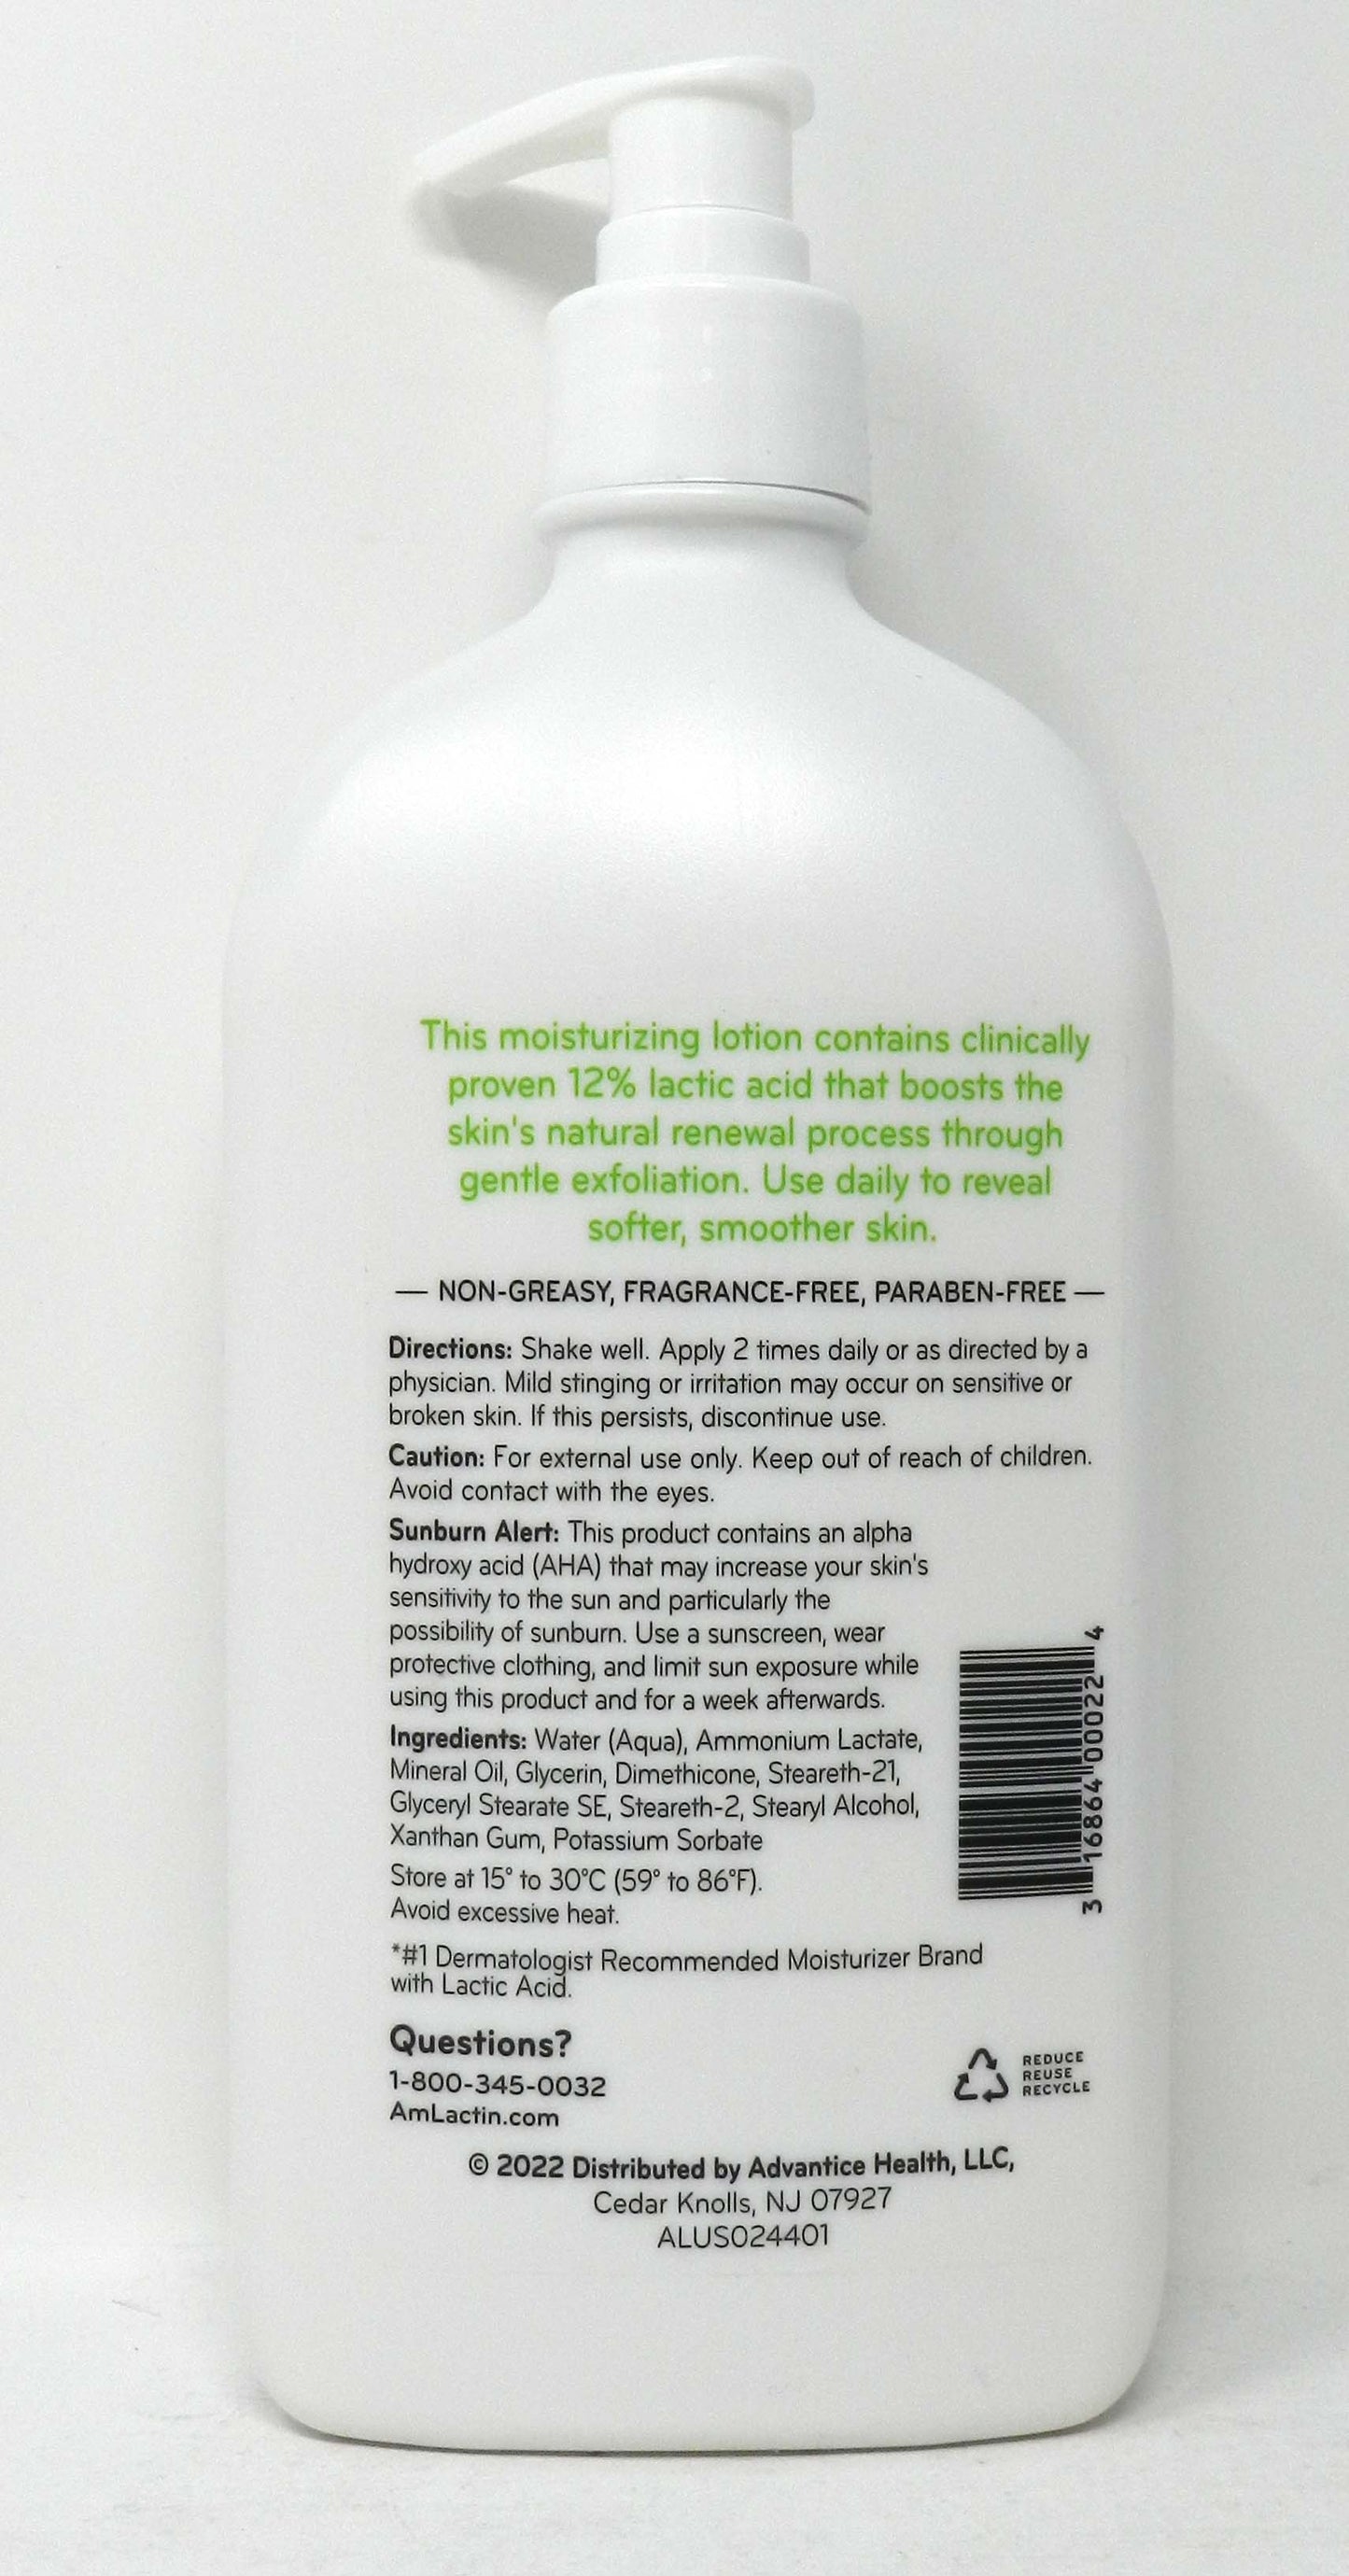 This moisturizing lotion contains clinically
proven 12% lactic acid that boosts the
skin's natural renewal process through
gentle exfoliation. Use daily to reveal
softer, smoother skin.
— NON-GREASY, FRAGRANCE-FREE, PARABEN-FREE —
Directions: Shake well. Apply 2 times daily or as directed by a
physician. Mild stinging or irritation may occur on sensitive or
broken skin. If this persists, discontinue use.
Caution: For external use only. Keep out of reach of children.
Avoid contact with the eyes.
Sunburn Alert: This product contains an alpha
hydroxy acid (AHA) that may increase your skin's
sensitivity to the sun and particularly the
possibility of sunburn. Use a sunscreen, wear
protective clothing, and limit sun exposure while
using this product and for a week afterwards.
Ingredients: Water (Aqua), Ammonium Lactate,
Mineral Oil, Glycerin, Dimethicone, Steareth-21,
Glyceryl Stearate SE, Steareth-2, Stearyl Alcohol,
Xanthan Gum, Potassium Sorbate
Store at 15° to 30°C (59° to 86°F).
Avoid excessive heat.
3 16864 00022 4
*#1 Dermatologist Recommended Moisturizer Brand
with Lactic Acid.
Questions?
1-800-345-0032
AmLactin.com
REDUCE
REUSE
RECYCLE
© 2022 Distributed by Advantice Health, LLC,
Cedar Knolls, NJ 07927
ALUS024401